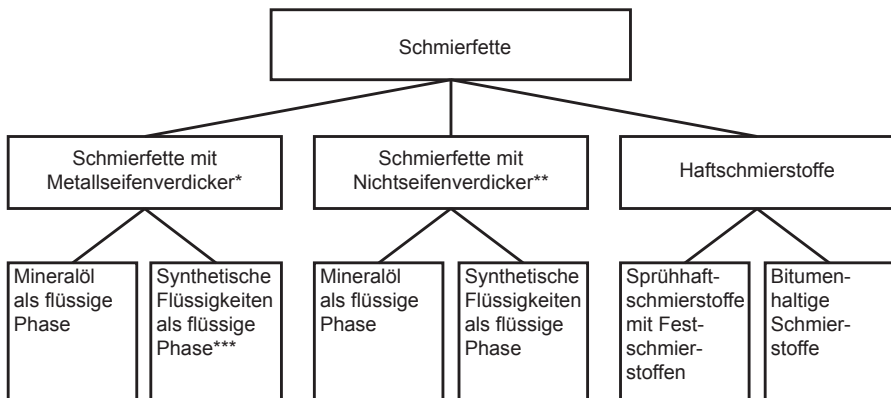 Schmierfette
Schmierfette mit
Metallseifenverdicker*
Schmierfette mit
Nichtseifenverdicker**
Haftschmierstoffe
Mineralöl
als flüssige
Phase
Synthetische
Flüssigkeiten
als flüssige
Phase***
Mineralöl
als flüssige
Phase
Synthetische
Flüssigkeiten
als flüssige
Phase
Sprühhaft-
schmierstoffe
mit Fest-
schmier-
stoffen
Bitumen-
haltige
Schmier-
stoffe